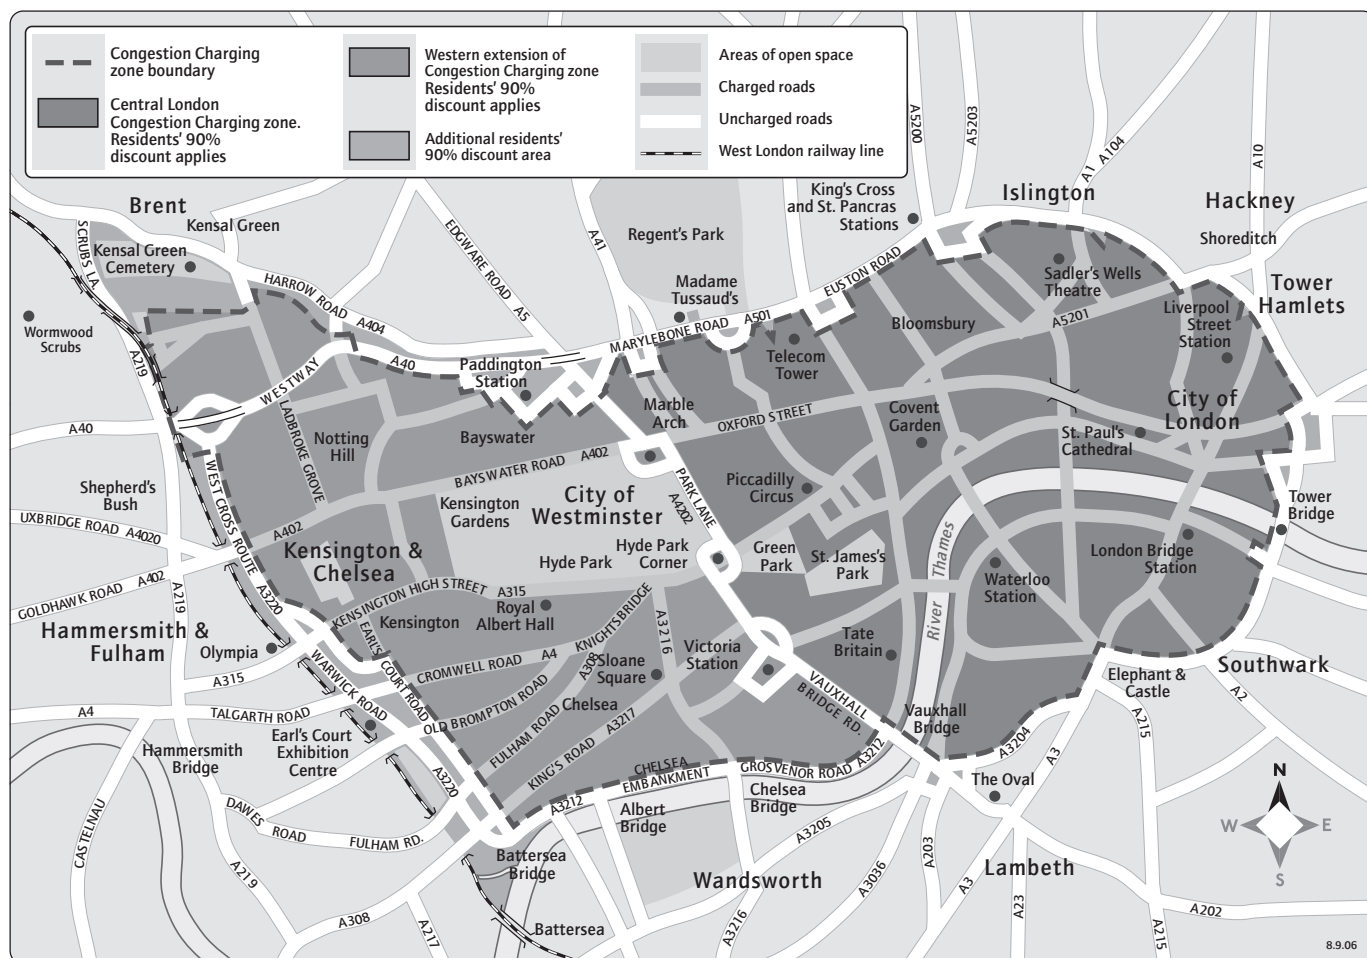 Congestion Charging
zone boundary
Central London
Congestion Charging zone.
Residents' 90%
discount applies
Western extension of
Congestion Charging zone
Residents' 90%
discount applies
Additional residents'
90% discount area
Areas of open space
Charged roads
Uncharged roads
West London railway line
A5200
A5203
A1
A104
A10
Brent
Kensal Green
SCRUBS LA.
Kensal Green
Cemetery
HARROW ROAD A404
EDGWARE ROAD A5
A41
Regent's Park
King's Cross
and St. Pancras
Stations
Islington
Hackney
Shoreditch
Tower
Hamlets
Madame
Tussaud's
EUSTON ROAD
Sadler's Wells
Theatre
Liverpool
Street
Station
Wormwood
Scrubs
A219
MARYLEBONE ROAD A501
Bloomsbury
A5201
Telecom
Tower
WESTWAY
A40
Paddington
Station
A40
LADBROKE GROVE
Notting
Hill
Bayswater
Marble
Arch
OXFORD STREET
Covent
Garden
City of
London
St. Paul's
Cathedral
BAYSWATER ROAD A402
Shepherd's
Bush
WEST CROSS ROUTE
A3220
Kensington
Gardens
City of
Westminster
PARK LANE
A4202
Piccadilly
Circus
Tower
Bridge
UXBRIDGE ROAD A4020
A402
Kensington &
Chelsea
Hyde Park
Hyde Park
Corner
Green
Park
St. James's
Park
River Thames
London Bridge
Station
Waterloo
Station
GOLDHAWK ROAD A402
A219
KENSINGTON HIGH STREET A315
Royal
Albert Hall
Kensington
KNIGHTSBRIDGE
A3216
Hammersmith &
Fulham
Olympia
EARL'S COURT ROAD
WARWICK ROAD
CROMWELL ROAD A4
A308
Sloane
Square
Victoria
Station
Tate
Britain
Elephant &
Castle
Southwark
A315
A4
TALGARTH ROAD
OLD BROMPTON ROAD
Chelsea
VAUXHALL
BRIDGE RD.
Vauxhall
Bridge
A2
A215
Hammersmith
Bridge
Earl's Court
Exhibition
Centre
FULHAM ROAD
KING'S ROAD A3217
A3204
A3
A3220
CHELSEA
EMBANKMENT
GROSVENOR ROAD A3212
A3212
The Oval
N
W
E
S
DAWES
ROAD
FULHAM RD.
Albert
Bridge
Chelsea
Bridge
A3205
CASTELNAU
A219
Battersea
Bridge
Wandsworth
A3036
A203
Lambeth
A3
A23
A202
A215
A308
A217
Battersea
A3216
8.9.06